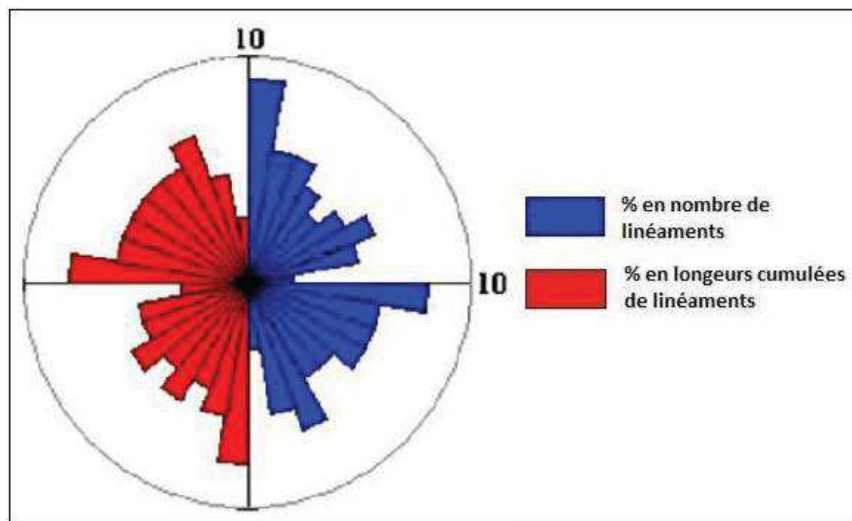 10
10
% en nombre de
linéaments
% en longeurs cumulées
de linéaments